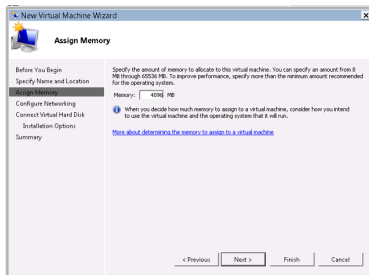 New Virtual Machine Wizard
Assign Memory
Before You Begin
Specify Name and Location
Assign Memory
Configure Networking
Connect Virtual Hard Disk
Installation Options
Summary
Specify the amount of memory to allocate to this virtual machine. You can specify an amount from 8
MB through 65536 MB. To improve performance, specify more than the minimum amount recommended
for the operating system.
Memory: 4096 MB
When you decide how much memory to assign to a virtual machine, consider how you intend
to use the virtual machine and the operating system that it will run.
More about determining the memory to assign to a virtual machine
< Previous Next > Finish Cancel